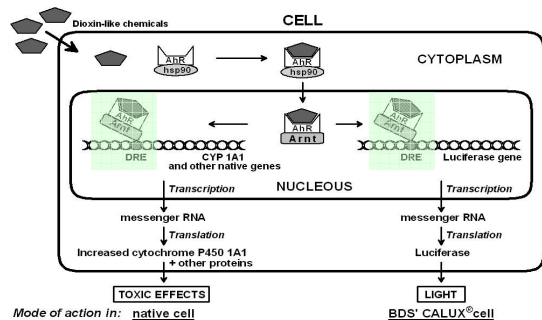 CELL
Dioxin-like chemicals
CYTOPLASM
AhR
hsp90
AhR
hsp90
AhR
Arnt
DRE
CYP 1A1
and other native genes
AhR
Arnt
AhR
Arnt
DRE
Luciferase gene
NUCLEOUS
Transcription
messenger RNA
Translation
Increased cytochrome P450 1A1
+ other proteins
TOXIC EFFECTS
Transcription
messenger RNA
Translation
Luciferase
LIGHT
Mode of action in: native cell
BDS' CALUX® cell